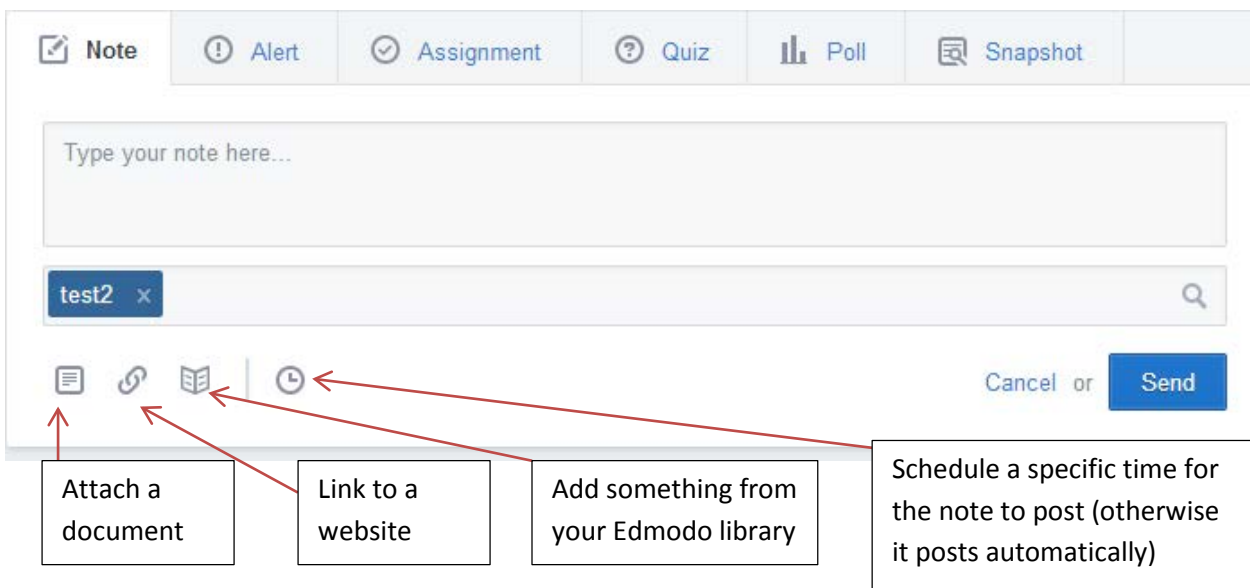 Note Alert Assignment Quiz Poll Snapshot
Type your note here...
test2 x
Cancel or Send
Attach a
document
Link to a
website
Add something from
your Edmodo library
Schedule a specific time for
the note to post (otherwise
it posts automatically)